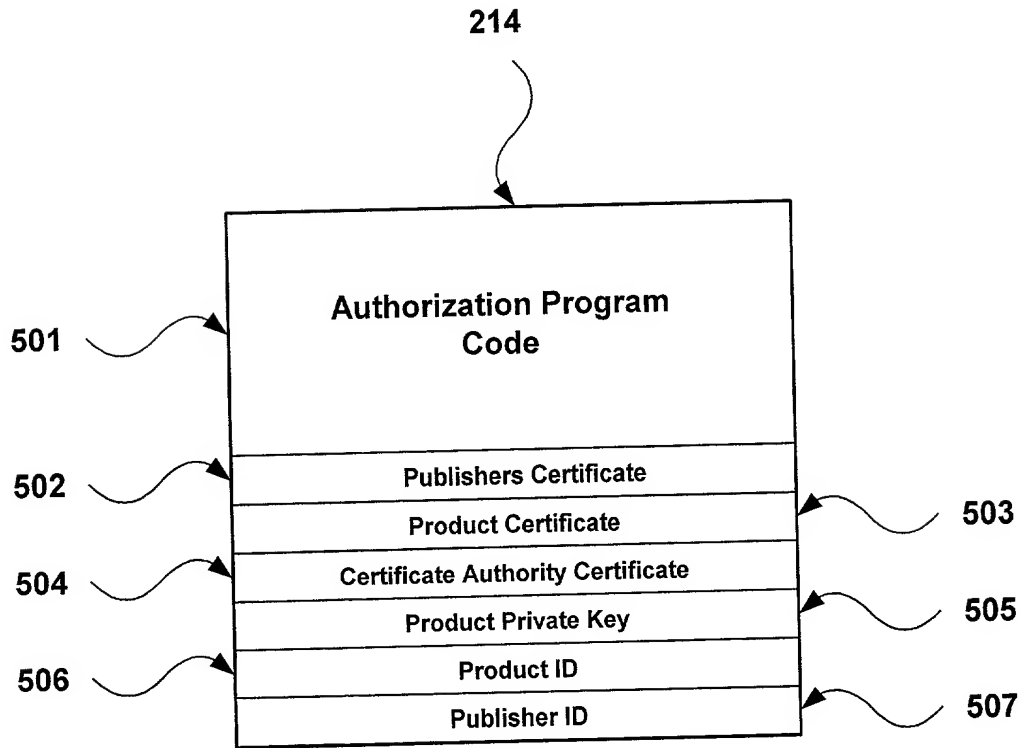 214
Authorization Program
Code
501
Publishers Certificate
502
Product Certificate
503
Certificate Authority Certificate
504
Product Private Key
505
Product ID
506
Publisher ID
507